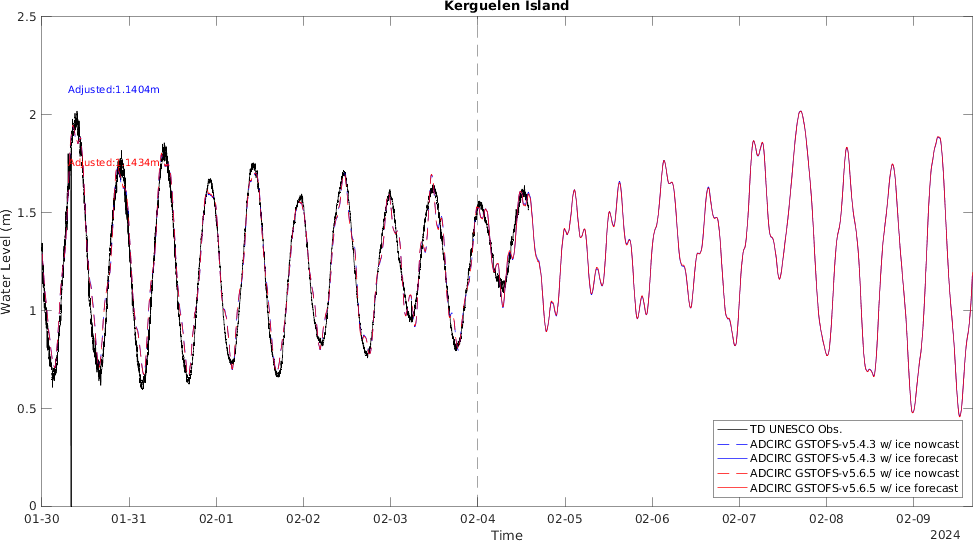 Kerguelen Island
2.5
Adjusted:1.1404m
2
Adjusted:1.1434m
1.5
Water Level (m)
1
0.5
0
TD UNESCO Obs.
ADCIRC GSTOFS-v5.4.3 w/ ice nowcast
ADCIRC GSTOFS-v5.4.3 w/ ice forecast
ADCIRC GSTOFS-v5.6.5 w/ ice nowcast
ADCIRC GSTOFS-v5.6.5 w/ ice forecast
01-30 01-31 02-01 02-02 02-03 02-04 02-05 02-06 02-07 02-08 02-09
Time
2024